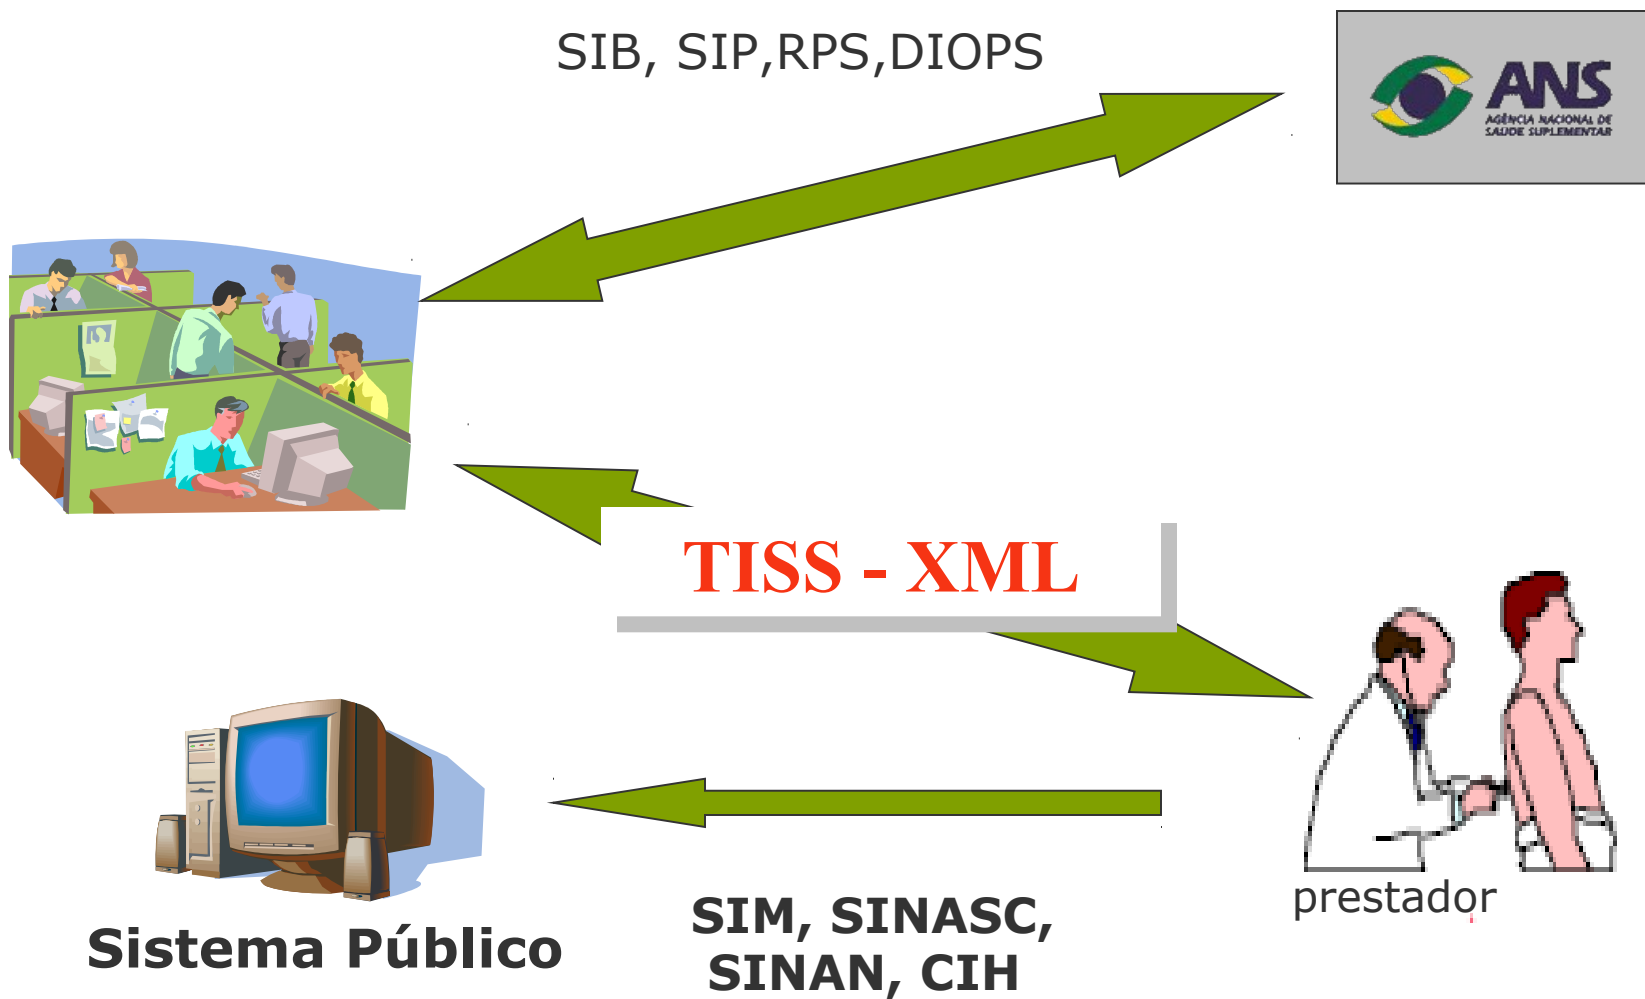 SIB, SIP,RPS,DIOPS
ANS
AGÊNCIA NACIONAL DE
SAÚDE SUPLEMENTAR
TISS - XML
prestador
SIM, SINASC,
SINAN, CIH
Sistema Público